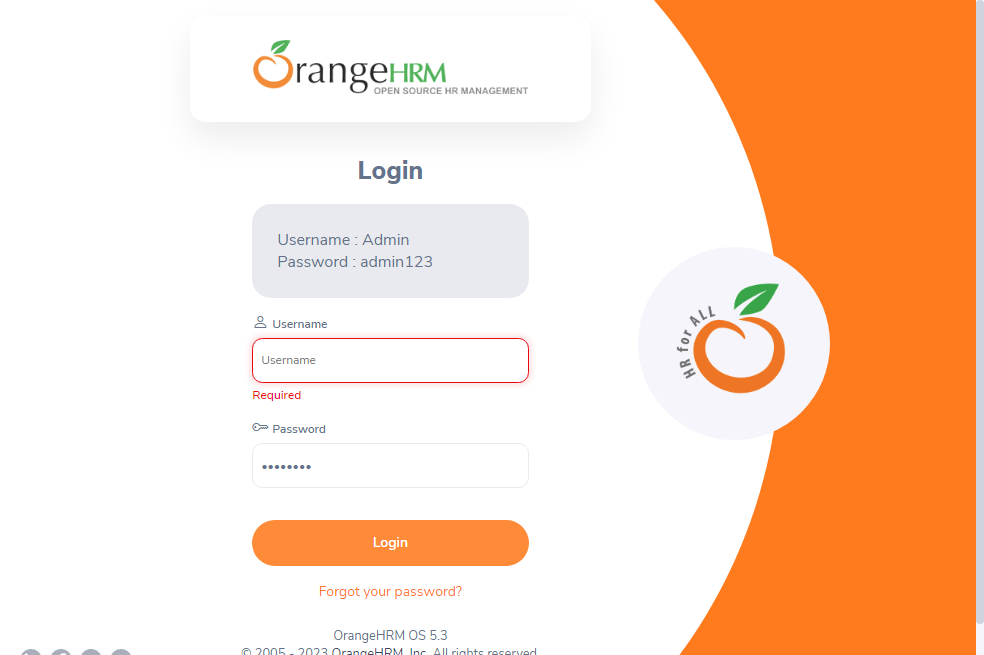 OrangeHRM
OPEN SOURCE HR MANAGEMENT
Login
Username : Admin
Password : admin123
Username
Username
Required
Password
••••••••
Login
Forgot your password?
HR for ALL
OrangeHRM OS 5.3
© 2005 - 2023 OrangeHRM, Inc. All rights reserved